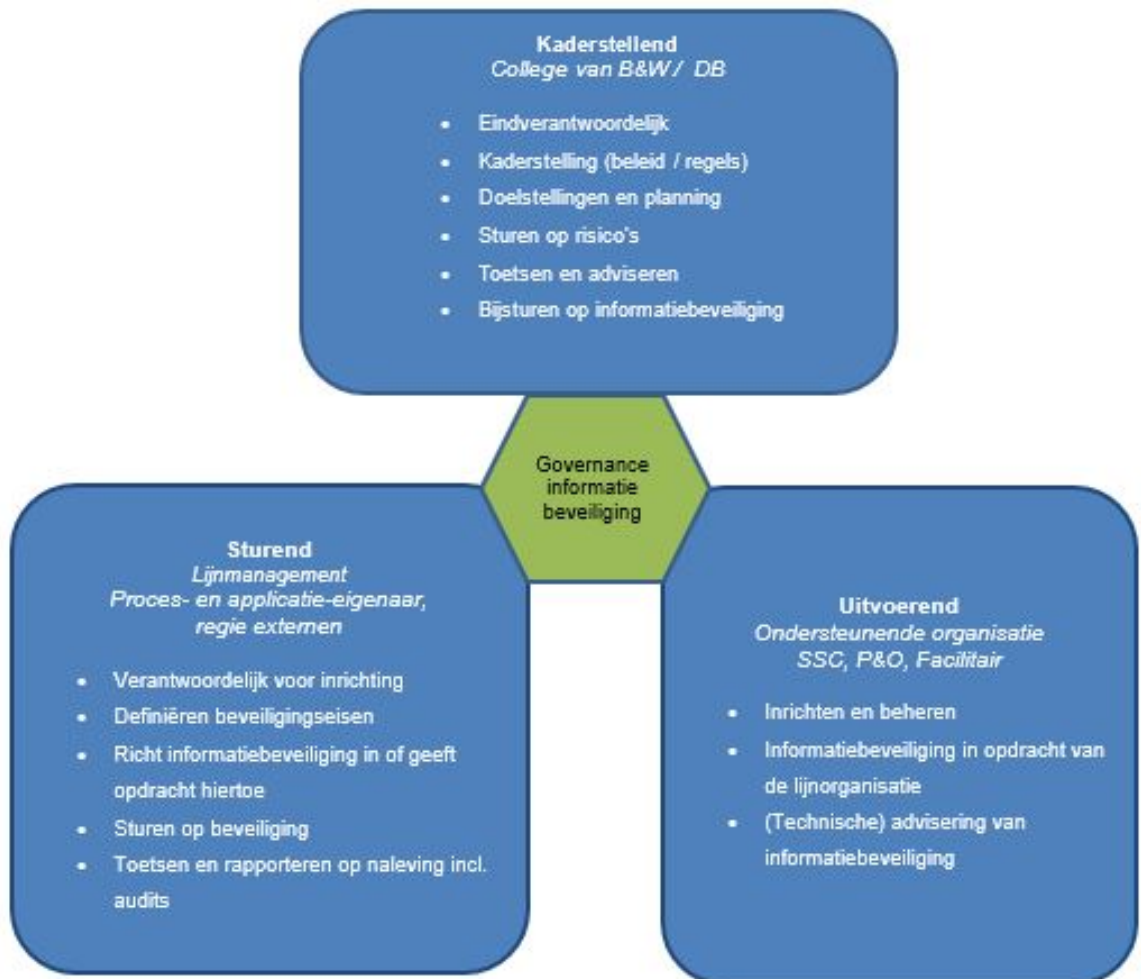 Kaderstellend
College van B&W / DB
• Eindverantwoordelijk
• Kaderstelling (beleid / regels)
• Doelstellingen en planning
• Sturen op risico's
• Toetsen en adviseren
• Bijsturen op informatiebeveiliging
Governance
informatie
beveiliging
Sturend
Lijnmanagement
Proces- en applicatie-eigenaar,
regie externen
• Verantwoordelijk voor inrichting
• Definiëren beveiligingseisen
• Richt informatiebeveiliging in of geeft
opdracht hiertoe
• Sturen op beveiliging
• Toetsen en rapporteren op naleving incl.
audits
Uitvoerend
Ondersteunende organisatie
SSC, P&O, Facilitair
• Inrichten en beheren
• Informatiebeveiliging in opdracht van
de lijnorganisatie
• (Technische) advisering van
informatiebeveiliging